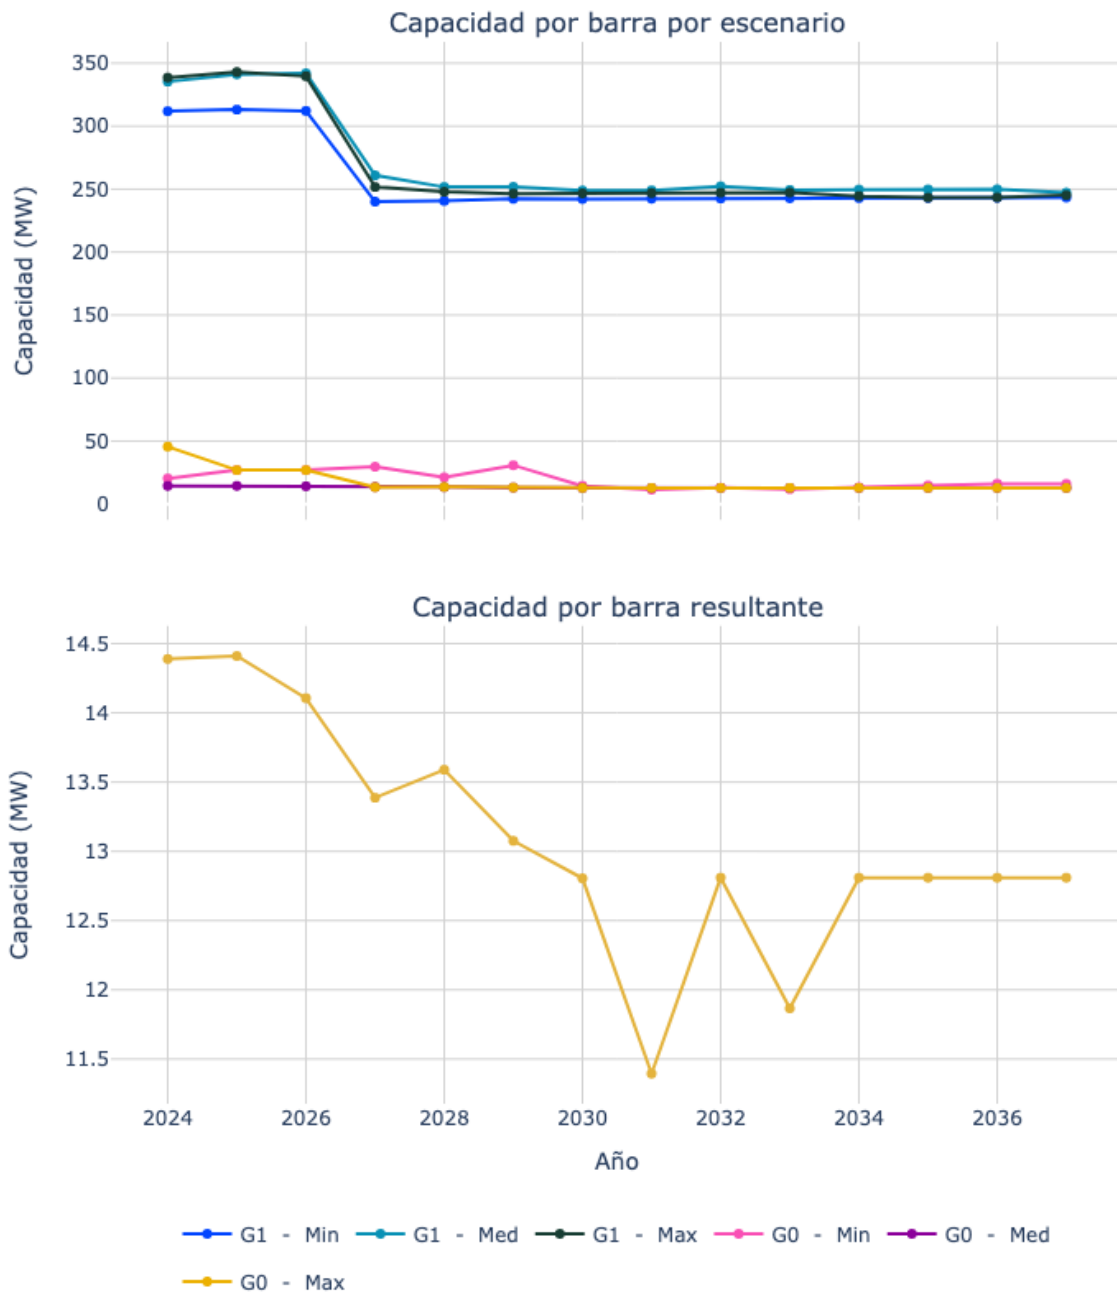 Capacidad por barra por escenario
350
300
250
200
150
100
50
0
Capacidad (MW)
Capacidad por barra resultante
14.5
14
13.5
13
12.5
12
11.5
Capacidad (MW)
2024 2026 2028 2030 2032 2034 2036
Año
G1 - Min G1 - Med G1 - Max G0 - Min G0 - Med
G0 - Max